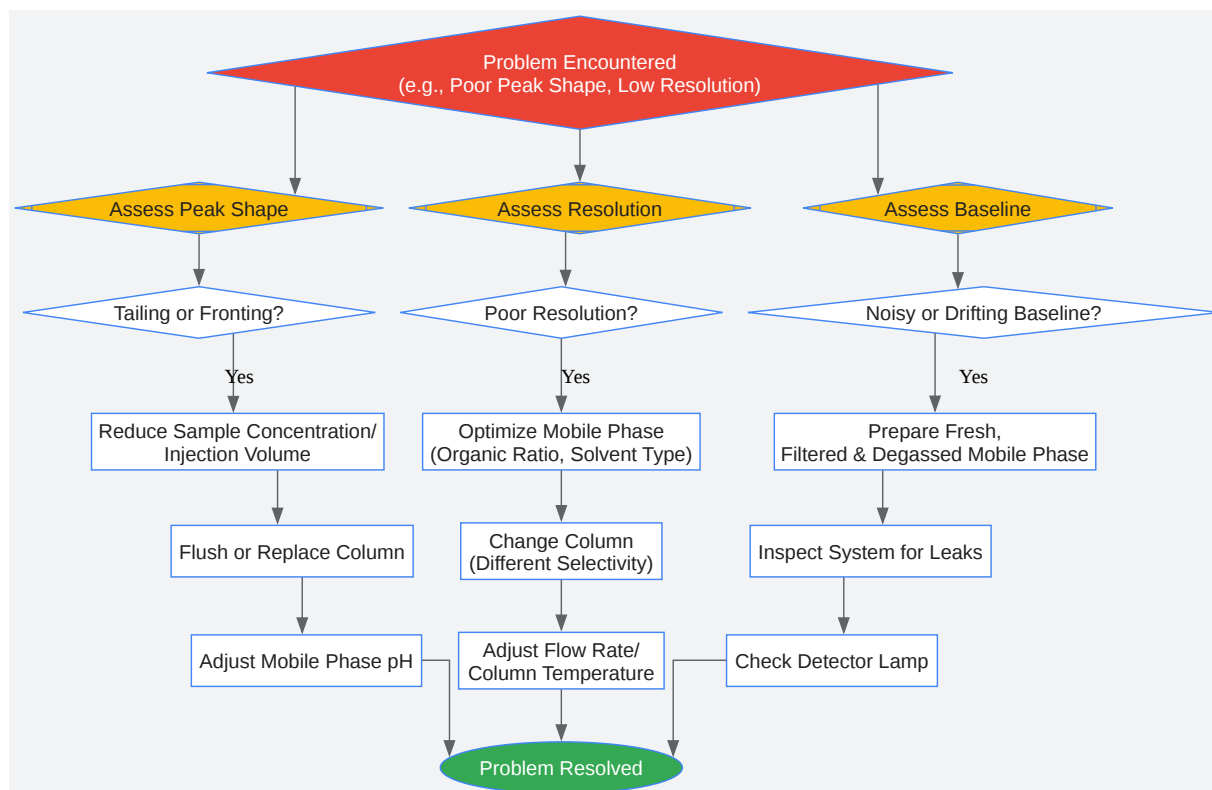 Problem Encountered
(e.g., Poor Peak Shape, Low Resolution)
Assess Peak Shape
Assess Resolution
Assess Baseline
Tailing or Fronting?
Poor Resolution?
Noisy or Drifting Baseline?
Yes
Yes
Yes
Reduce Sample Concentration/
Injection Volume
Optimize Mobile Phase
(Organic Ratio, Solvent Type)
Prepare Fresh,
Filtered & Degassed Mobile Phase
Flush or Replace Column
Change Column
(Different Selectivity)
Inspect System for Leaks
Adjust Mobile Phase pH
Adjust Flow Rate/
Column Temperature
Check Detector Lamp
Problem Resolved